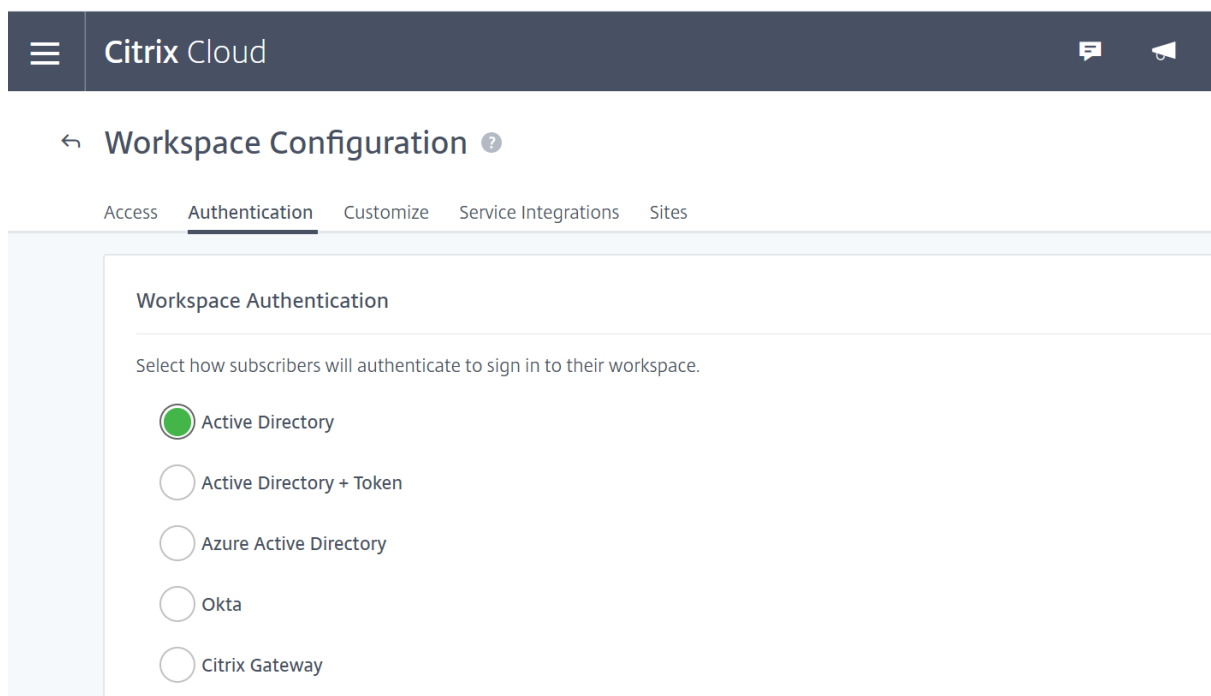 Citrix Cloud
Workspace Configuration ?
Access Authentication Customize Service Integrations Sites
Workspace Authentication
Select how subscribers will authenticate to sign in to their workspace.
Active Directory
Active Directory + Token
Azure Active Directory
Okta
Citrix Gateway